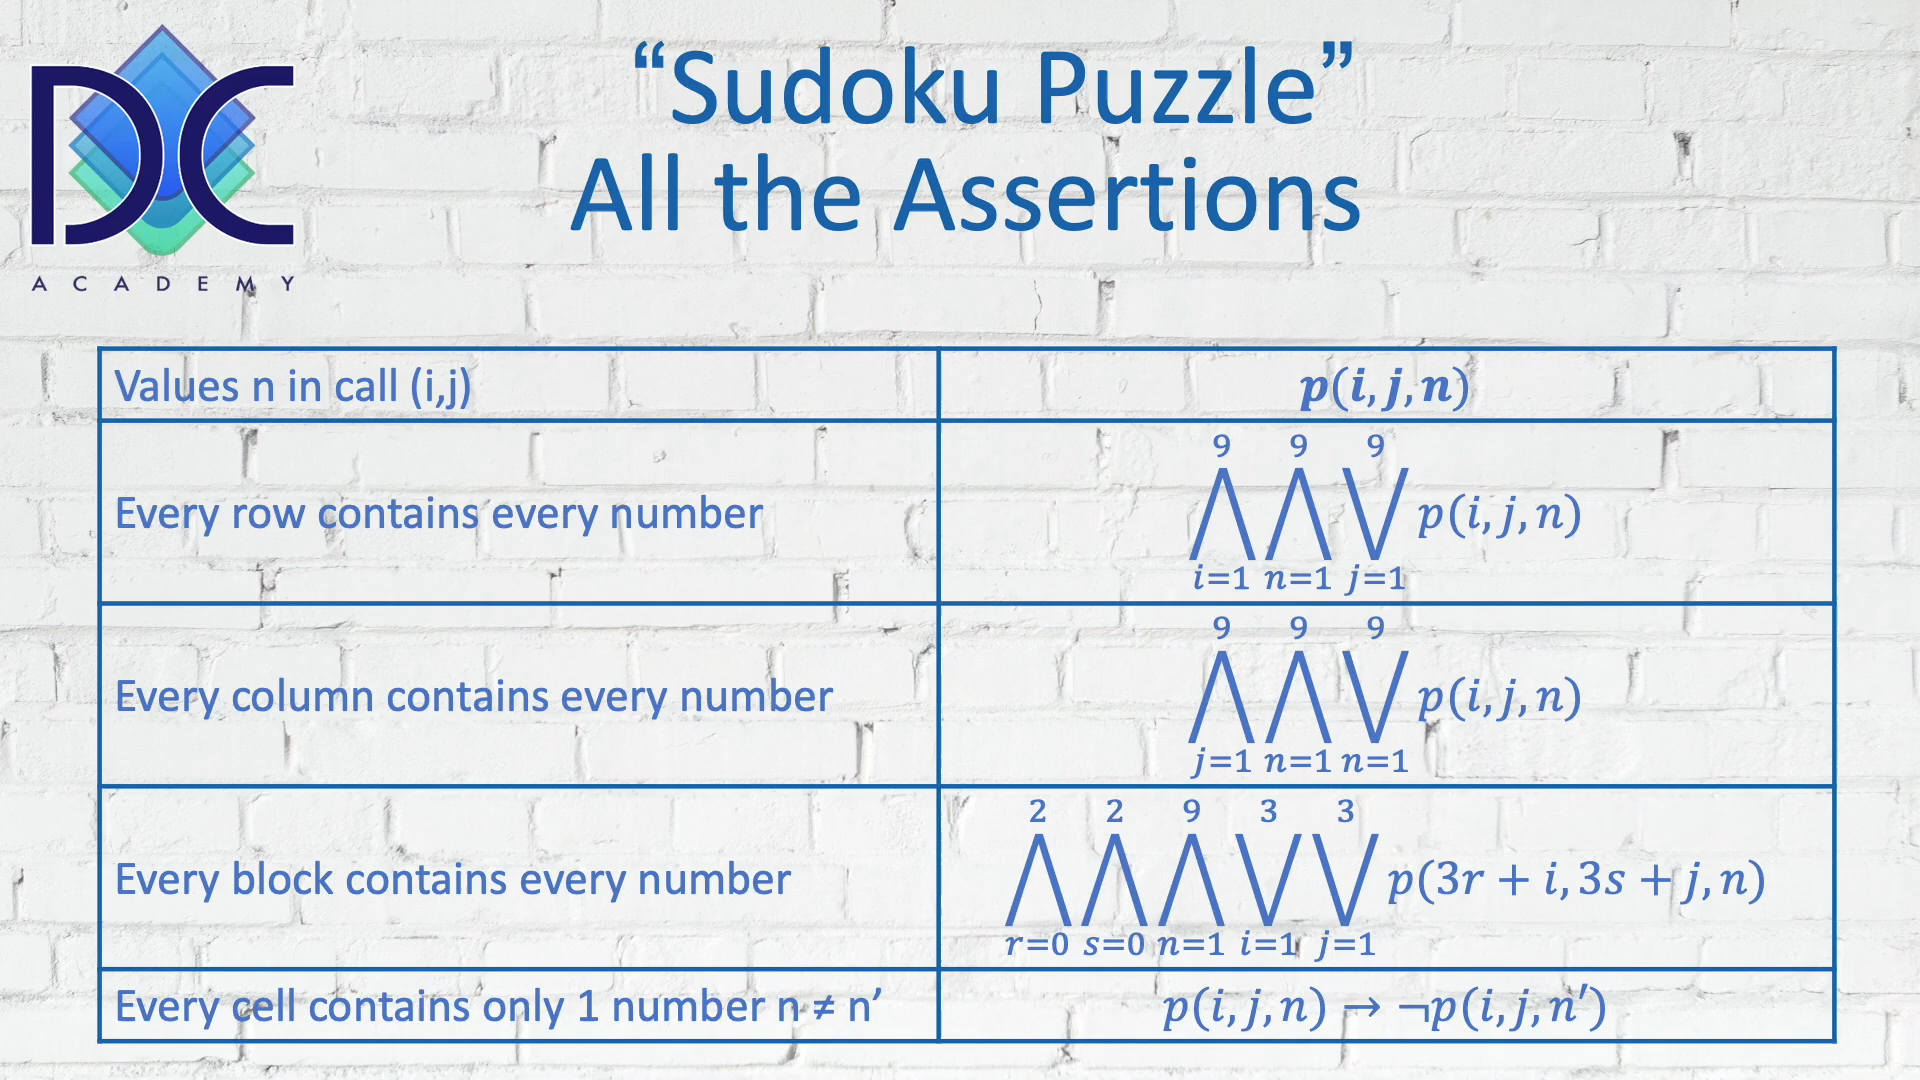 DC
ACADEMY
“Sudoku Puzzle”
All the Assertions
Values n in call (i,j)
p(i, j, n)
Every row contains every number
9 9 9
⋀ ⋀ ⋁ p(i, j, n)
i=1 n=1 j=1
Every column contains every number
9 9 9
⋀ ⋀ ⋁ p(i, j, n)
j=1 n=1 n=1
Every block contains every number
2 2 9 3 3
⋀ ⋀ ⋀ ⋁ ⋁ p(3r + i, 3s + j, n)
r=0 s=0 n=1 i=1 j=1
Every cell contains only 1 number n ≠ n’
p(i, j, n) → ¬p(i, j, n′)